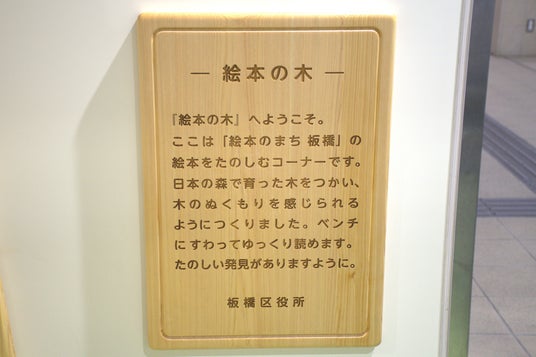 — 絵本の木 —
『絵本の木』へようこそ。
ここは「絵本のまち 板橋」の
絵本をたのしむコーナーです。
日本の森で育った木をつかい、
木のぬくもりを感じられる
ようにつくりました。ベンチ
にすわってゆっくり読めます。
たのしい発見がありますように。
板橋区役所